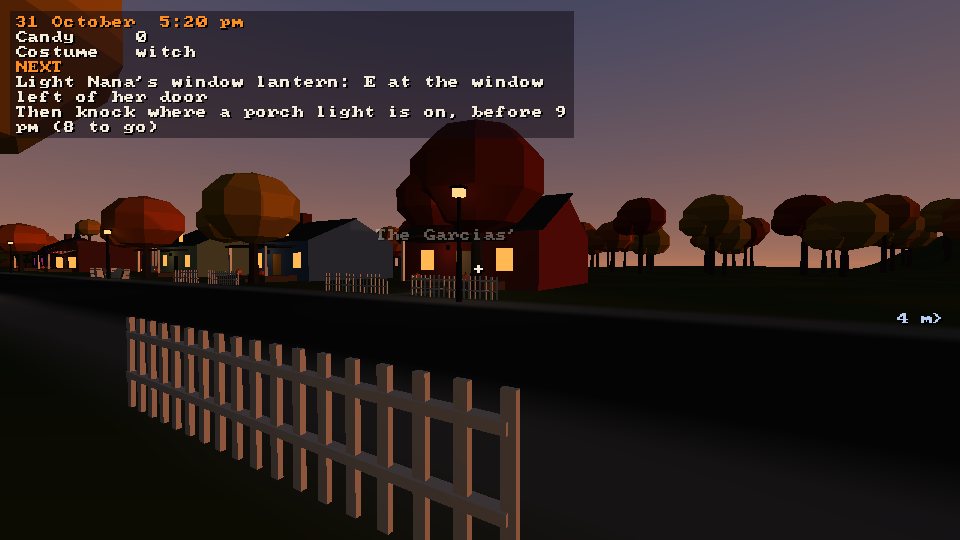 31 October  5:20 pm
Candy    0
Costume  witch
NEXT
Light Nana's window lantern: E at the window
left of her door
Then knock where a porch light is on, before 9
pm (8 to go)
The Garcias'
4 m>